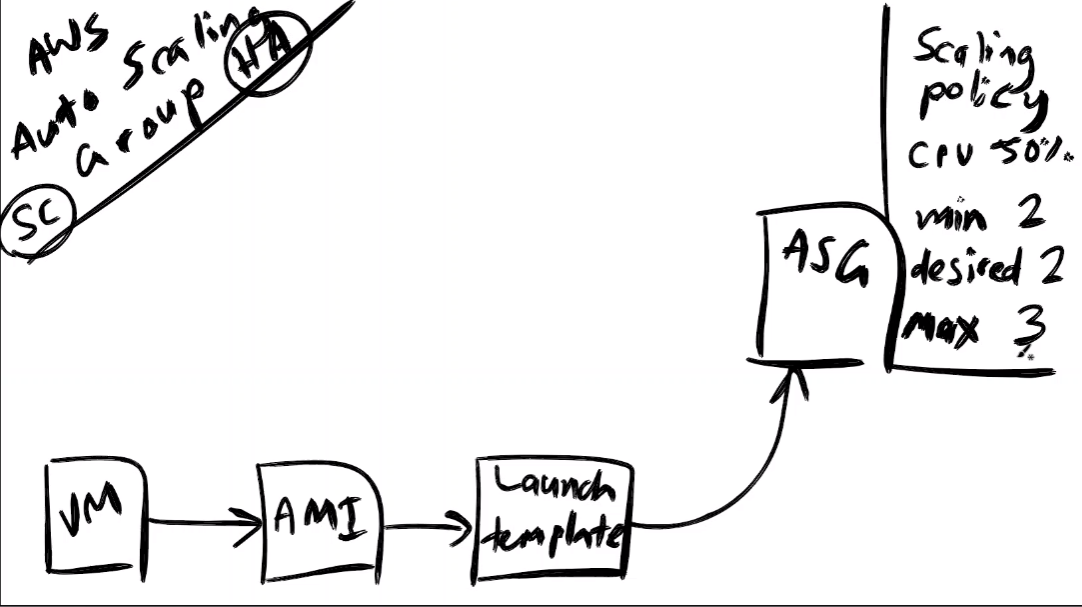 AWS
Auto Scaling
Group
HA
SC
Scaling
policy
CPU 50%
min 2
desired 2
max 3
ASG
VM
AMI
Launch
template